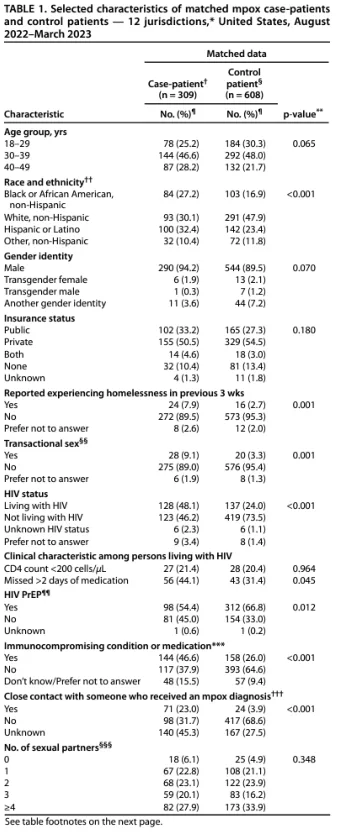 TABLE 1. Selected characteristics of matched mpox case-patients
and control patients — 12 jurisdictions,* United States, August
2022–March 2023
Matched data
Case-patient† (n = 309) Control patient§ (n = 608)
Characteristic No. (%)¶ No. (%)¶ p-value**
Age group, yrs
18–29 78 (25.2) 184 (30.3) 0.065
30–39 144 (46.6) 292 (48.0)
40–49 87 (28.2) 132 (21.7)
Race and ethnicity††
Black or African American, 84 (27.2) 103 (16.9) <0.001
non-Hispanic
White, non-Hispanic 93 (30.1) 291 (47.9)
Hispanic or Latino 100 (32.4) 142 (23.4)
Other, non-Hispanic 32 (10.4) 72 (11.8)
Gender identity
Male 290 (94.2) 544 (89.5) 0.070
Transgender female 6 (1.9) 13 (2.1)
Transgender male 1 (0.3) 7 (1.2)
Another gender identity 11 (3.6) 44 (7.2)
Insurance status
Public 102 (33.2) 165 (27.3) 0.180
Private 155 (50.5) 329 (54.5)
Both 14 (4.6) 18 (3.0)
None 32 (10.4) 81 (13.4)
Unknown 4 (1.3) 11 (1.8)
Reported experiencing homelessness in previous 3 wks
Yes 24 (7.9) 16 (2.7) 0.001
No 272 (89.5) 573 (95.3)
Prefer not to answer 8 (2.6) 12 (2.0)
Transactional sex§§
Yes 28 (9.1) 20 (3.3) 0.001
No 275 (89.0) 576 (95.4)
Prefer not to answer 6 (1.9) 8 (1.3)
HIV status
Living with HIV 128 (48.1) 137 (24.0) <0.001
Not living with HIV 123 (46.2) 419 (73.5)
Unknown HIV status 6 (2.3) 6 (1.1)
Prefer not to answer 9 (3.4) 8 (1.4)
Clinical characteristic among persons living with HIV
CD4 count <200 cells/μL 27 (21.4) 28 (20.4) 0.964
Missed >2 days of medication 56 (44.1) 43 (31.4) 0.045
HIV PrEP¶¶
Yes 98 (54.4) 312 (66.8) 0.012
No 81 (45.0) 154 (33.0)
Unknown 1 (0.6) 1 (0.2)
Immunocompromising condition or medication***
Yes 144 (46.6) 158 (26.0) <0.001
No 117 (37.9) 393 (64.6)
Don't know/Prefer not to answer 48 (15.5) 57 (9.4)
Close contact with someone who received an mpox diagnosis†††
Yes 71 (23.0) 24 (3.9) <0.001
No 98 (31.7) 417 (68.6)
Unknown 140 (45.3) 167 (27.5)
No. of sexual partners§§§
0 18 (6.1) 25 (4.9) 0.348
1 67 (22.8) 108 (21.1)
2 68 (23.1) 122 (23.9)
3 59 (20.1) 83 (16.2)
≥4 82 (27.9) 173 (33.9)
See table footnotes on the next page.